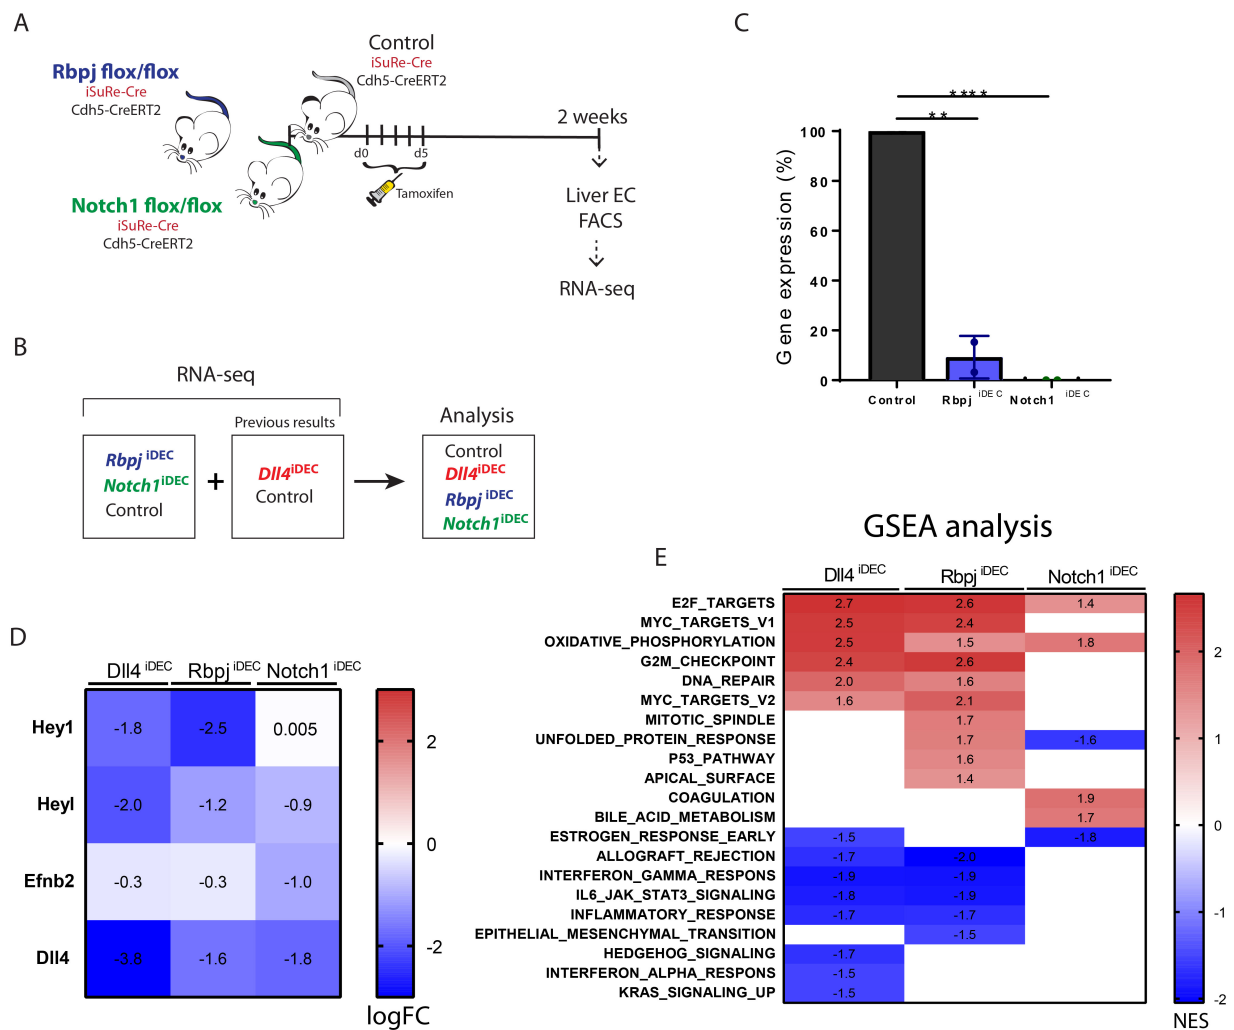 A
Control
iSuRe-Cre
Cdh5-CreERT2
Rbpj flox/flox
iSuRe-Cre
Cdh5-CreERT2
Notch1 flox/flox
iSuRe-Cre
Cdh5-CreERT2
d0
d5
Tamoxifen
2 weeks
Liver EC
FACS
RNA-seq
B
RNA-seq
Previous results
Analysis
Rbpj iDEC
Notch1iDEC
Control
+
Dll4iDEC
Control
Control
Dll4iDEC
Rbpj iDEC
Notch1iDEC
C
****
**
Gene expression (%)
100
80
60
40
20
0
Control
Rbpj iDEC
Notch1 iDEC
D
Dll4 iDEC
Rbpj iDEC
Notch1 iDEC
Hey1
-1.8
-2.5
0.005
Heyl
-2.0
-1.2
-0.9
Efnb2
-0.3
-0.3
-1.0
Dll4
-3.8
-1.6
-1.8
2
0
-2
logFC
GSEA analysis
E
Dll4 iDEC
Rbpj iDEC
Notch1 iDEC
E2F_TARGETS 2.7 2.6 1.4
MYC_TARGETS_V1 2.5 2.4
OXIDATIVE_PHOSPHORYLATION 2.5 1.5 1.8
G2M_CHECKPOINT 2.4 2.6
DNA_REPAIR 2.0 1.6
MYC_TARGETS_V2 1.6 2.1
MITOTIC_SPINDLE 1.7
UNFOLDED_PROTEIN_RESPONSE 1.7 -1.6
P53_PATHWAY 1.6
APICAL_SURFACE 1.4
COAGULATION 1.9
BILE_ACID_METABOLISM 1.7
ESTROGEN_RESPONSE_EARLY -1.5 -1.8
ALLOGRAFT_REJECTION -1.7 -2.0
INTERFERON_GAMMA_RESPONS -1.9 -1.9
IL6_JAK_STAT3_SIGNALING -1.8 -1.9
INFLAMMATORY_RESPONSE -1.7 -1.7
EPITHELIAL_MESENCHYMAL_TRANSITION -1.5
HEDGEHOG_SIGNALING -1.7
INTERFERON_ALPHA_RESPONS -1.5
KRAS_SIGNALING_UP -1.5
2
1
0
-1
-2
NES